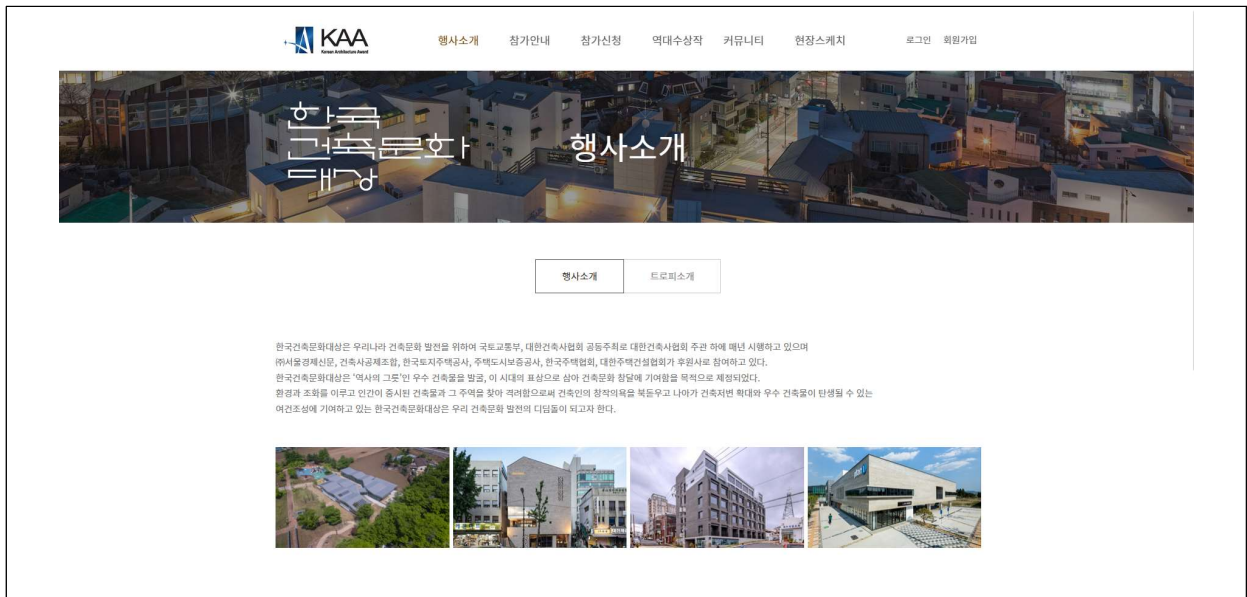 KAA
Korean Architecture Award
행사소개 참가안내 참가신청 역대수상작 커뮤니티 현장스케치 로그인 회원가입
한국
건축문화
대상
행사소개
행사소개 트로피소개
한국건축문화대상은 우리나라 건축문화 발전을 위하여 국토교통부, 대한건축사협회 공동주최로 대한건축사협회 주관 하에 매년 시행하고 있으며
㈜서울경제신문, 건축사공제조합, 한국토지주택공사, 주택도시보증공사, 한국주택협회, 대한주택건설협회가 후원사로 참여하고 있다.
한국건축문화대상은 '역사의 그릇'인 우수 건축물을 발굴, 이 시대의 표상으로 삼아 건축문화 창달에 기여함을 목적으로 제정되었다.
환경과 조화를 이루고 인간이 중시된 건축물과 그 주역을 찾아 격려함으로써 건축인의 창작의욕을 북돋우고 나아가 건축저변 확대와 우수 건축물이 탄생될 수 있는
여건조성에 기여하고 있는 한국건축문화대상은 우리 건축문화 발전의 디딤돌이 되고자 한다.